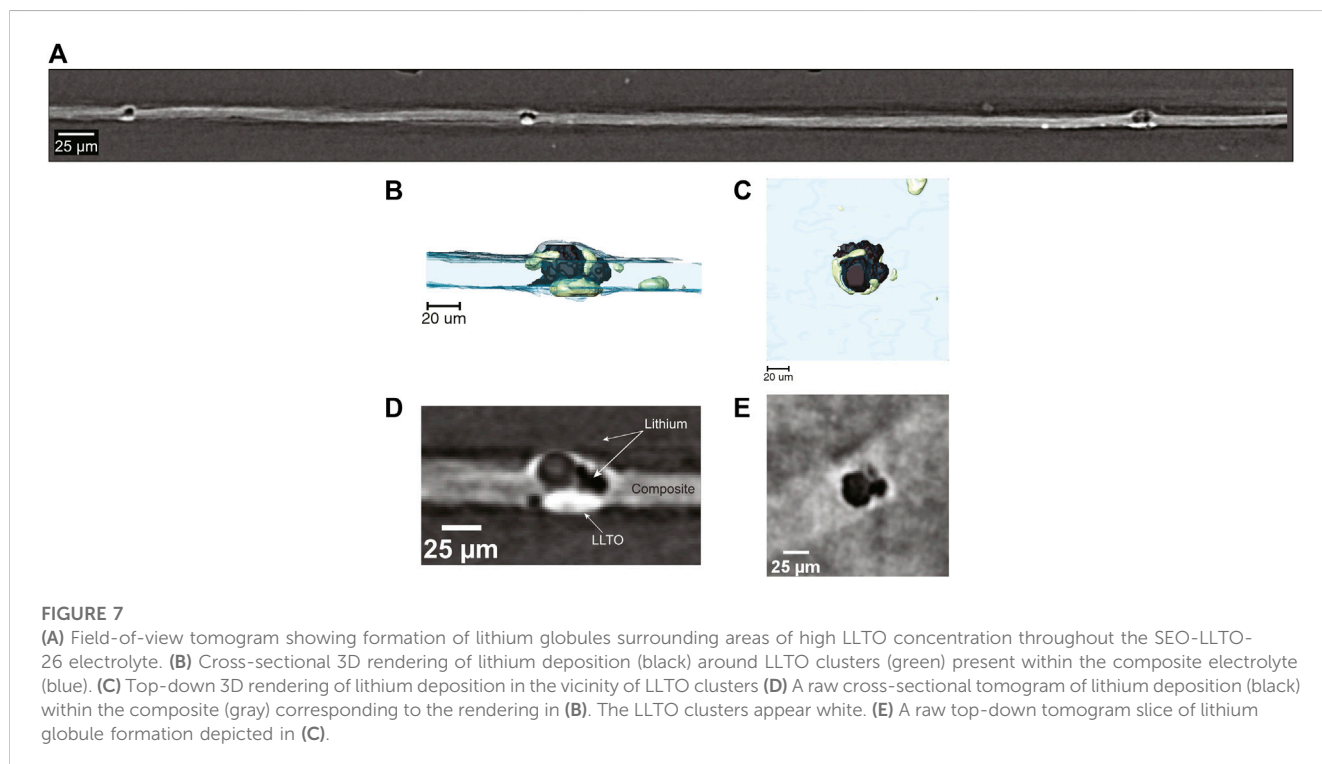 A
25 µm
B
C
20 um
20 um
D
E
Lithium
Composite
LLTO
25 µm
25 µm
FIGURE 7
(A) Field-of-view tomogram showing formation of lithium globules surrounding areas of high LLTO concentration throughout the SEO-LLTO-
26 electrolyte. (B) Cross-sectional 3D rendering of lithium deposition (black) around LLTO clusters (green) present within the composite electrolyte
(blue). (C) Top-down 3D rendering of lithium deposition in the vicinity of LLTO clusters (D) A raw cross-sectional tomogram of lithium deposition (black)
within the composite (gray) corresponding to the rendering in (B). The LLTO clusters appear white. (E) A raw top-down tomogram slice of lithium
globule formation depicted in (C).